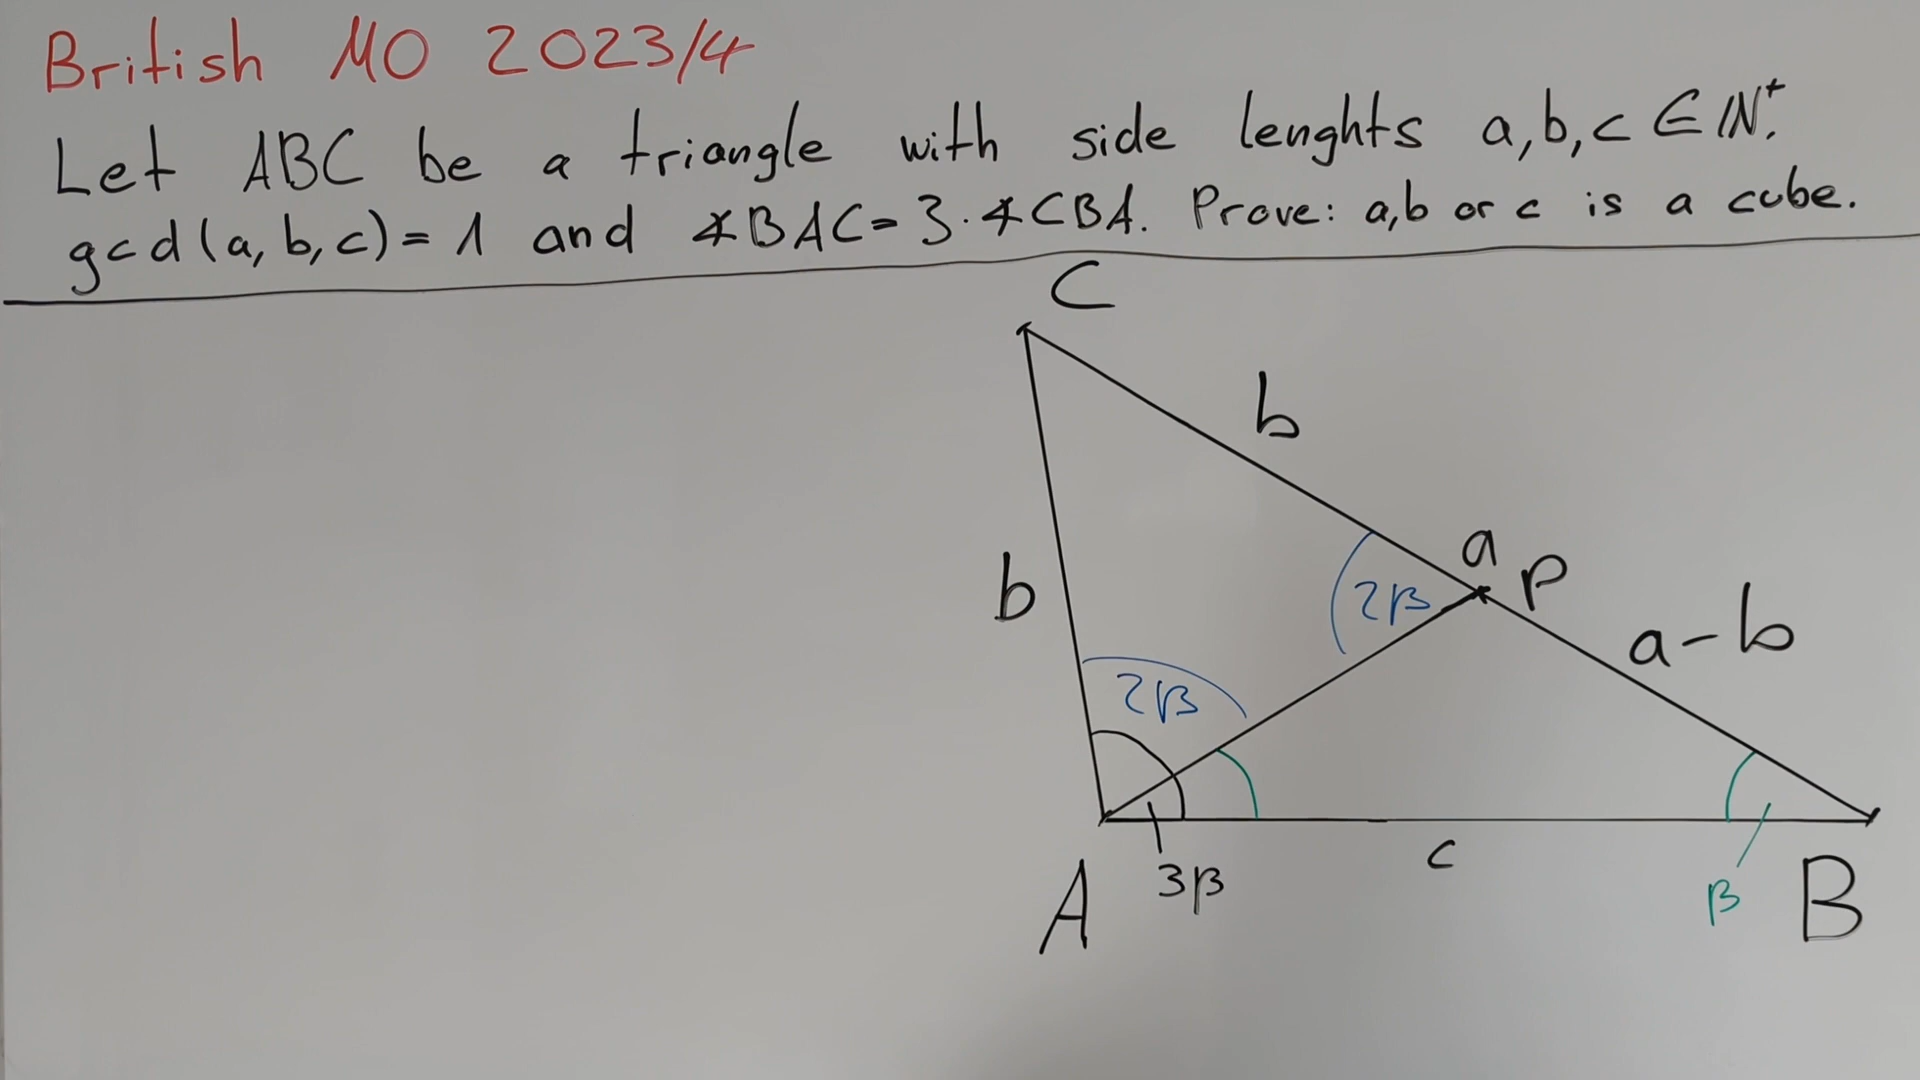 British MO 2023/4
Let ABC be a triangle with side lenghts a,b,c ∈ ℕ⁺.
gcd(a,b,c)=1 and ∢BAC=3·∢CBA. Prove: a,b or c is a cube.
C
b
a P
b
2β
a-b
2β
c
3β
β
A
B